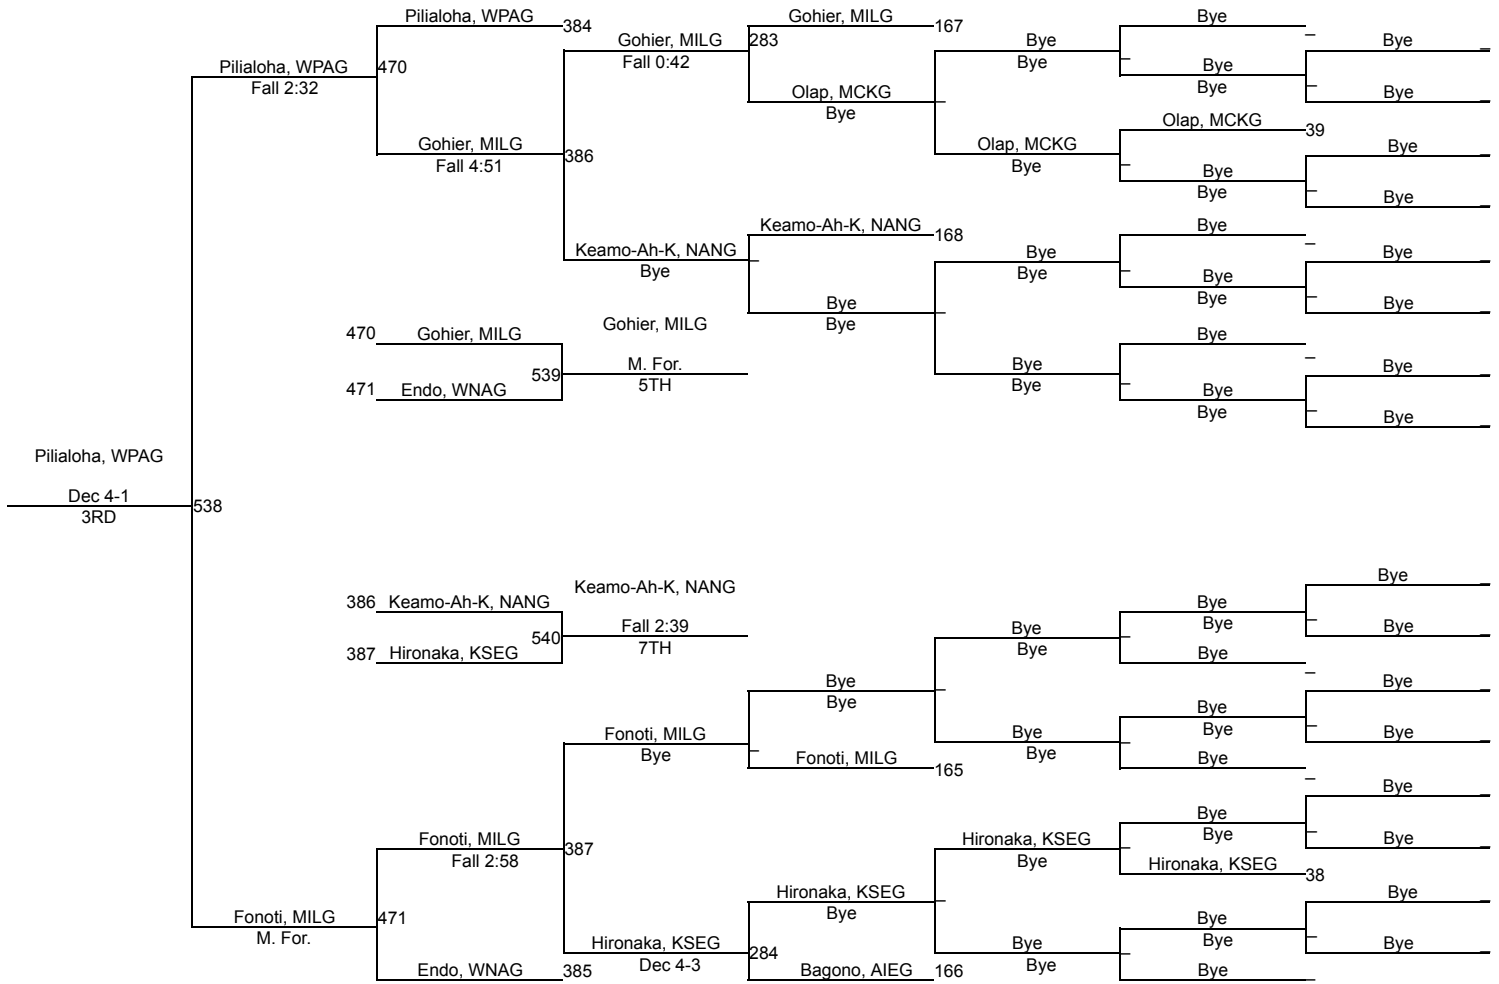 Pilialoha, WPAG
384
Gohier, MILG
167
Bye
_
Gohier, MILG
283
Bye
Bye
_
Fall 0:42
Bye
Pilialoha, WPAG
470
_
Bye
Fall 2:32
Bye
_
Olap, MCKG
Bye
_
Bye
_
Olap, MCKG
39
Gohier, MILG
Olap, MCKG
Bye
_
Fall 4:51
386
Bye
_
Bye
_
Bye
Bye
_
Keamo-Ah-K, NANG
168
Bye
_
Keamo-Ah-K, NANG
Bye
Bye
_
Bye
_
Bye
_
Bye
Bye
_
Bye
Bye
_
Bye
_
470
Gohier, MILG
Gohier, MILG
Bye
_
539
M. For.
Bye
Bye
_
5TH
Bye
_
471
Endo, WNAG
Bye
_
Bye
Bye
_
Pilialoha, WPAG
Dec 4-1
538
3RD
Bye
_
386
Keamo-Ah-K, NANG
Keamo-Ah-K, NANG
Bye
_
Bye
540
Fall 2:39
Bye
_
Bye
_
7TH
Bye
387
Hironaka, KSEG
Bye
_
Bye
_
Bye
Bye
_
Bye
_
Fonoti, MILG
Bye
_
Bye
_
Bye
_
Bye
Bye
Fonoti, MILG
165
Bye
_
Bye
_
Fonoti, MILG
387
Hironaka, KSEG
_
Bye
_
Bye
_
Fall 2:58
Bye
Bye
Hironaka, KSEG
38
Hironaka, KSEG
_
Bye
_
Bye
Fonoti, MILG
471
Bye
_
M. For.
Bye
Hironaka, KSEG
284
Bye
_
Bye
_
Dec 4-3
Bye
Endo, WNAG
385
Bagono, AIEG
166
Bye
_